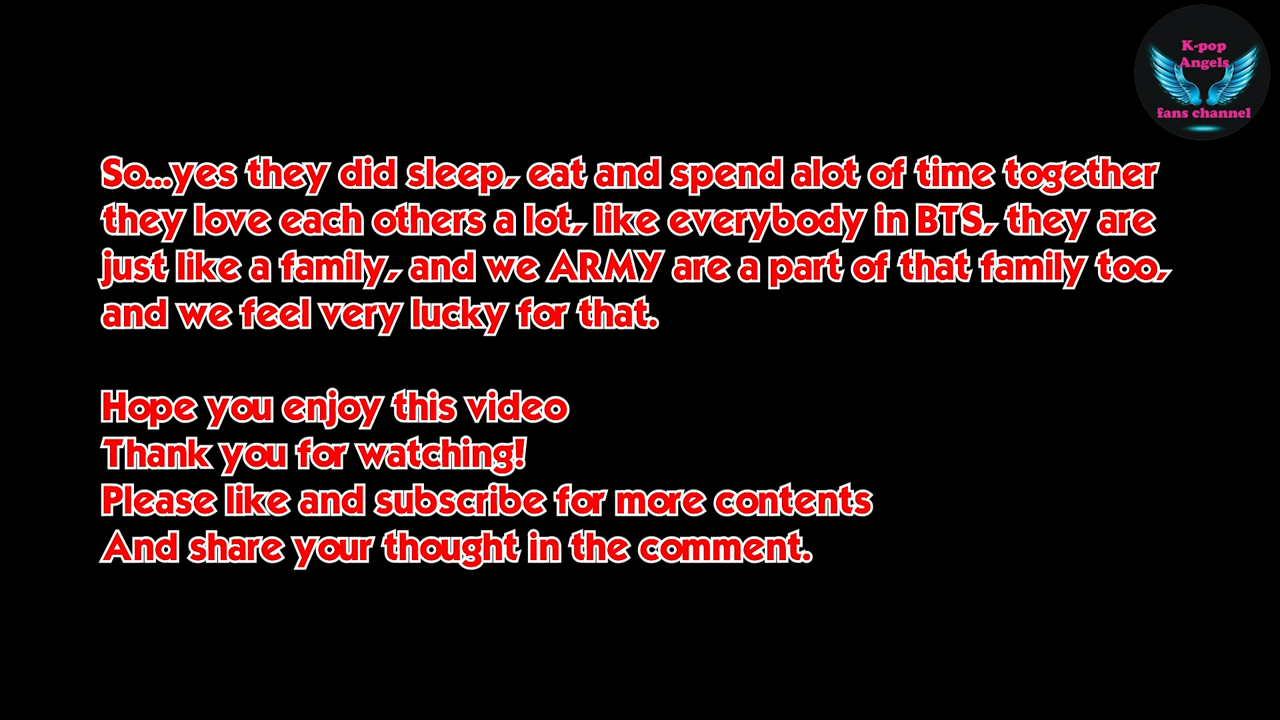 K-pop
Angels
fans channel
So...yes they did sleep, eat and spend alot of time together
they love each others a lot, like everybody in BTS, they are
just like a family, and we ARMY are a part of that family too,
and we feel very lucky for that.
Hope you enjoy this video
Thank you for watching!
Please like and subscribe for more contents
And share your thought in the comment.